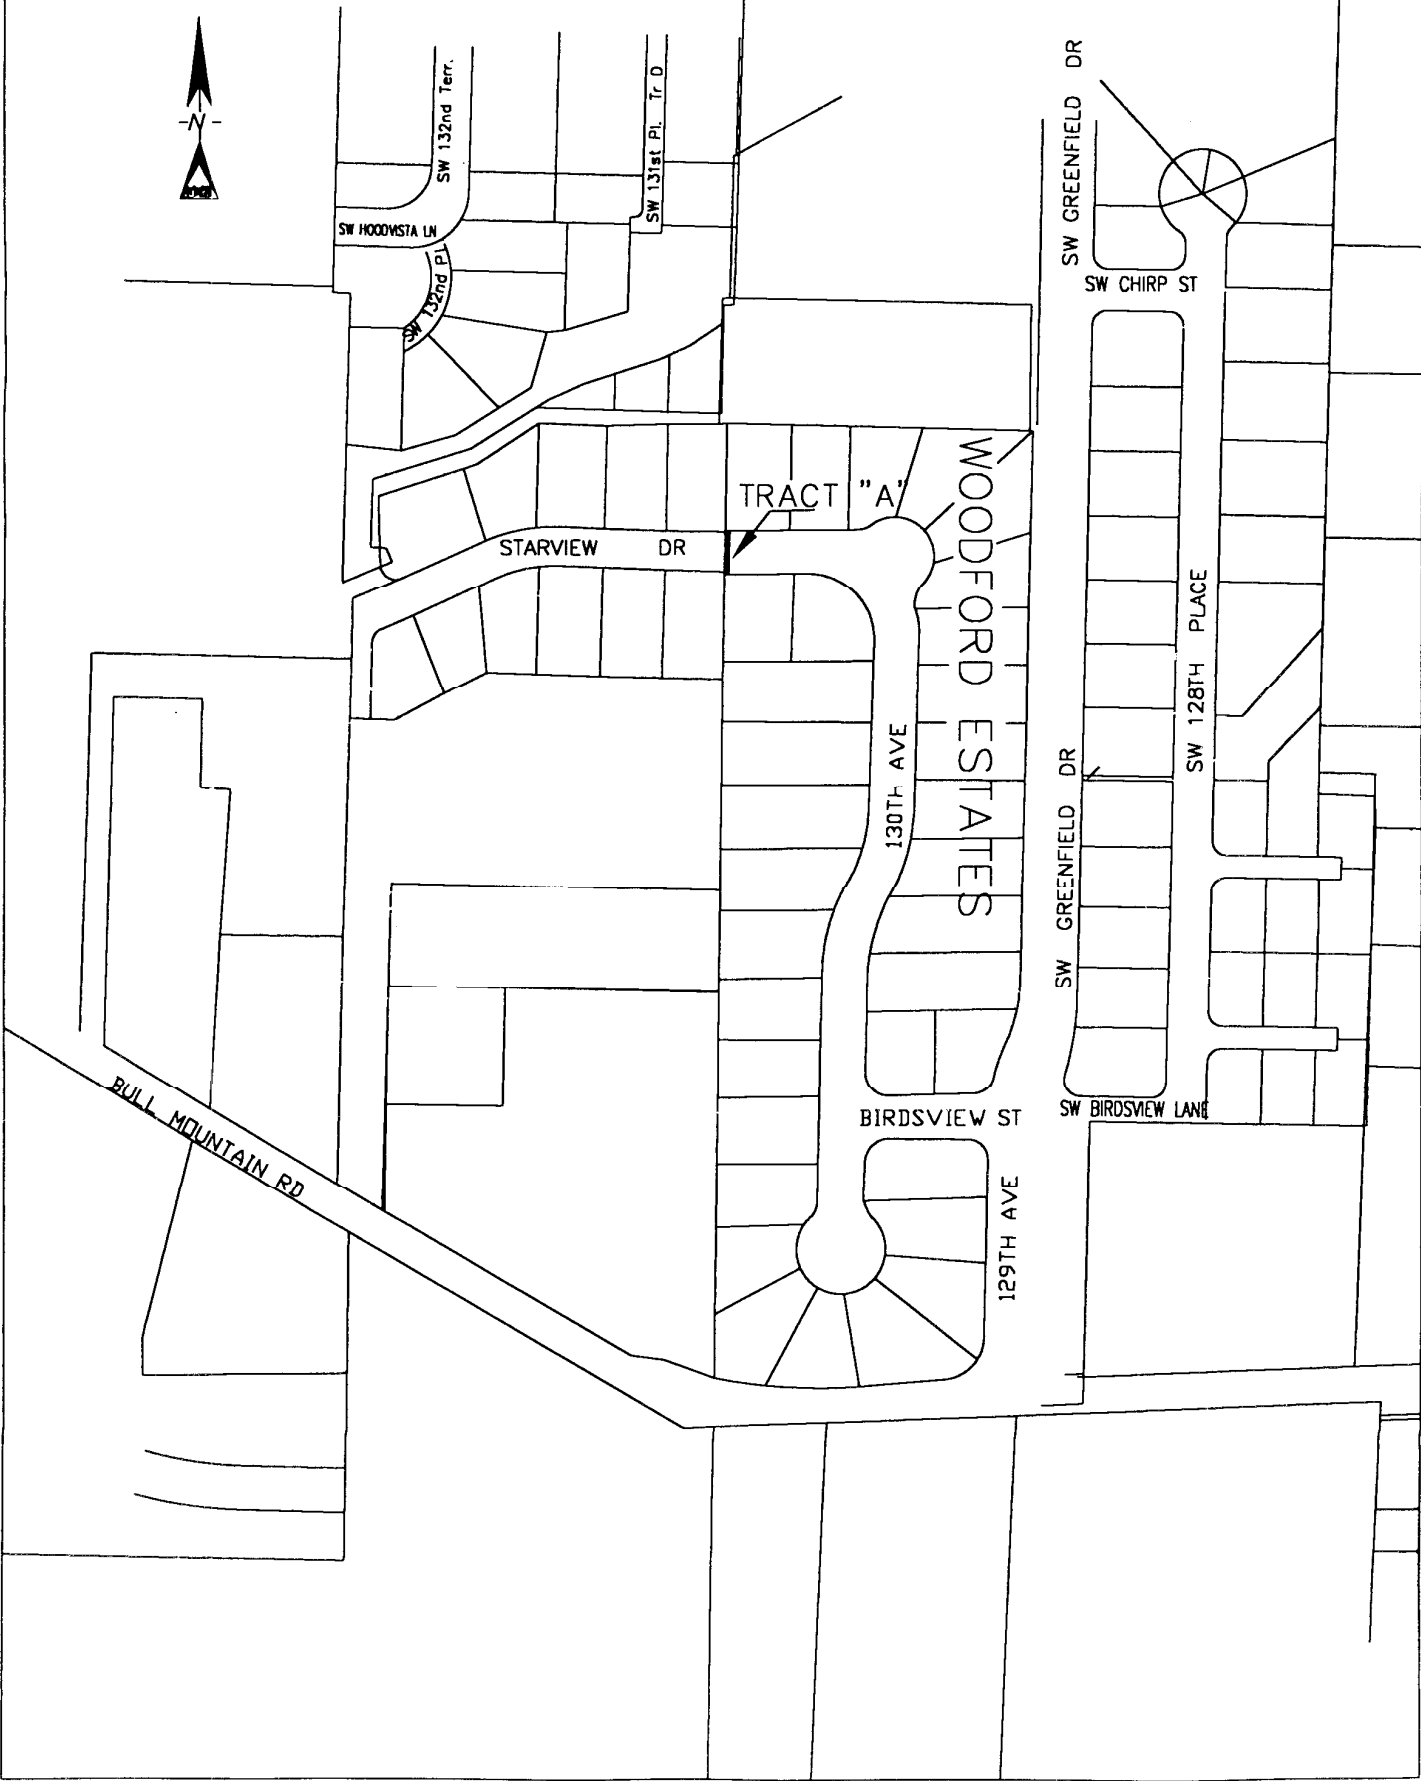 -N-
SW 132nd Terr.
SW 131st Pl. Tr D
SW GREENFIELD DR
SW HOODVISTA LN
SW 132nd Pl
SW CHIRP ST
TRACT "A"
STARVIEW DR
WOODFORD ESTATES
SW 128TH PLACE
130TH AVE
SW GREENFIELD DR
BULL MOUNTAIN RD
BIRDSVIEW ST
SW BIRDSVIEW LANE
129TH AVE